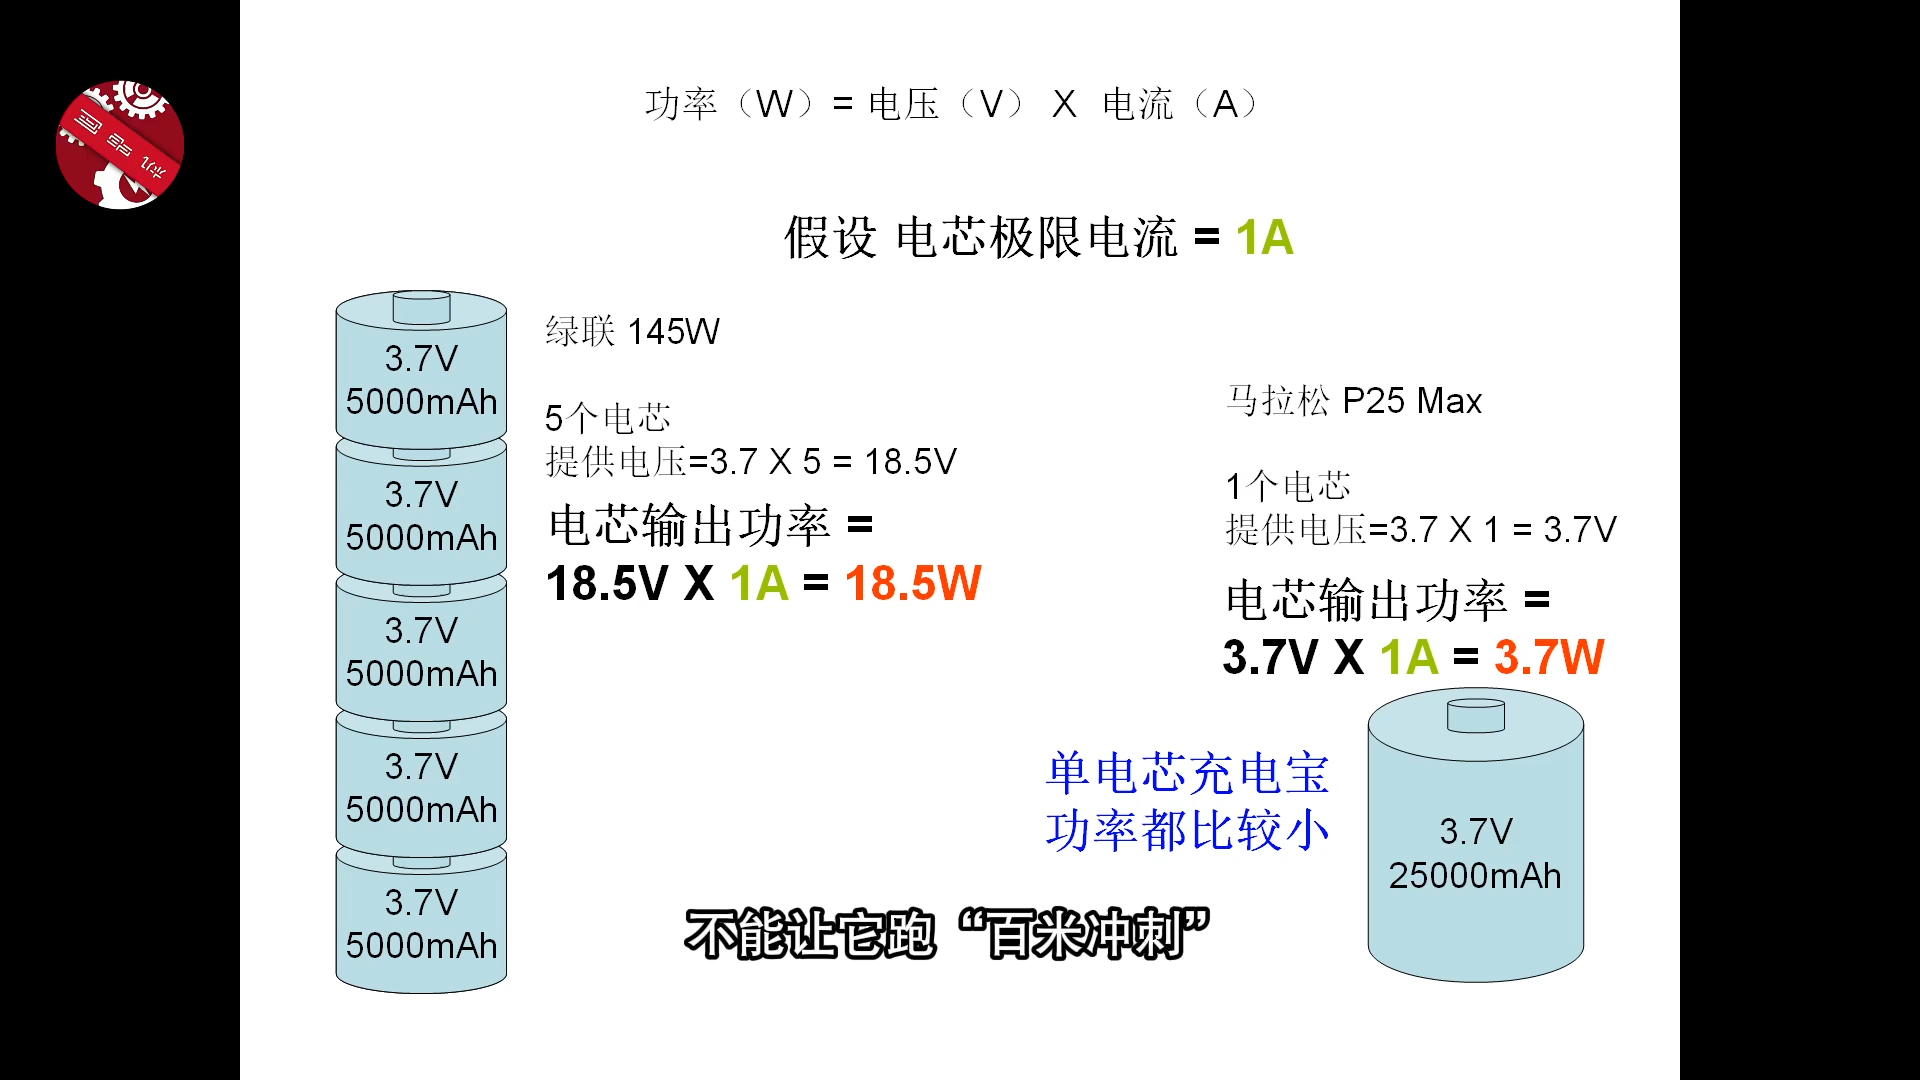 功率（W）= 电压（V） X 电流（A）
假设 电芯极限电流 = 1A
3.7V
5000mAh
3.7V
5000mAh
3.7V
5000mAh
3.7V
5000mAh
3.7V
5000mAh
绿联 145W
5个电芯
提供电压=3.7 X 5 = 18.5V
电芯输出功率 =
18.5V X 1A = 18.5W
马拉松 P25 Max
1个电芯
提供电压=3.7 X 1 = 3.7V
电芯输出功率 =
3.7V X 1A = 3.7W
单电芯充电宝
功率都比较小
3.7V
25000mAh
不能让它跑“百米冲刺”